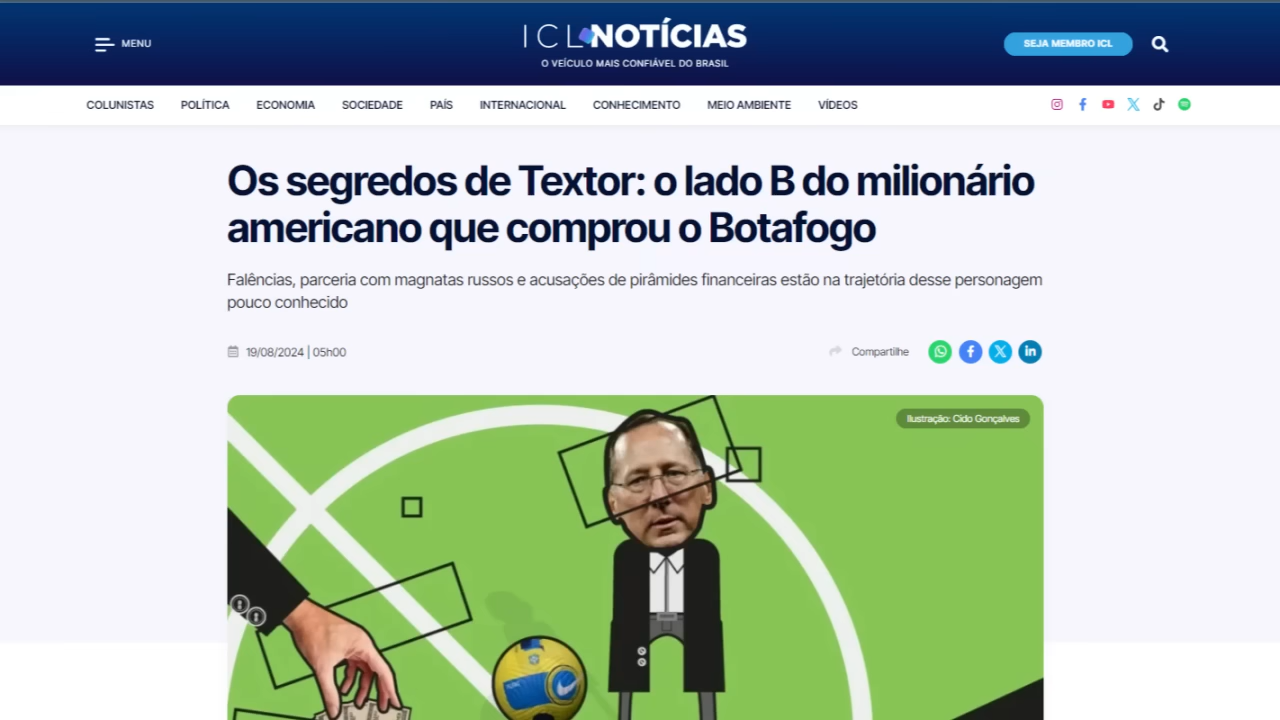 MENU
ICL NOTÍCIAS
O VEÍCULO MAIS CONFIÁVEL DO BRASIL
SEJA MEMBRO ICL
COLUNISTAS POLÍTICA ECONOMIA SOCIEDADE PAÍS INTERNACIONAL CONHECIMENTO MEIO AMBIENTE VÍDEOS
Os segredos de Textor: o lado B do milionário
americano que comprou o Botafogo
Falências, parceria com magnatas russos e acusações de pirâmides financeiras estão na trajetória desse personagem
pouco conhecido
19/08/2024 | 05h00
Compartilhe
Ilustração: Cido Gonçalves